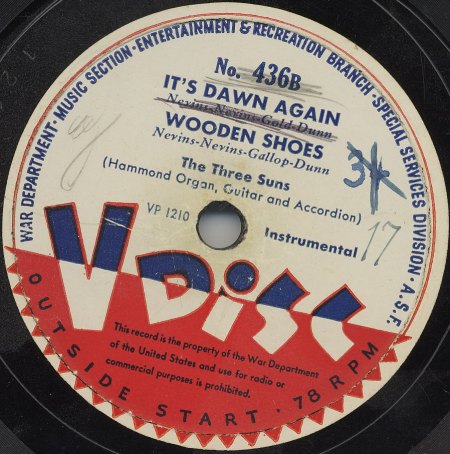 WAR DEPARTMENT · MUSIC SECTION · ENTERTAINMENT & RECREATION BRANCH · SPECIAL SERVICES DIVISION · A.S.F.
No. 436B
IT'S DAWN AGAIN
Nevins-Nevins-Gold-Dunn
WOODEN SHOES
Nevins-Nevins-Gallop-Dunn
The Three Suns
(Hammond Organ, Guitar and Accordion)
VP 1210
Instrumental
17
V DISC
This record is the property of the War Department
of the United States and use for radio or
commercial purposes is prohibited.
OUTSIDE START · 78 RPM